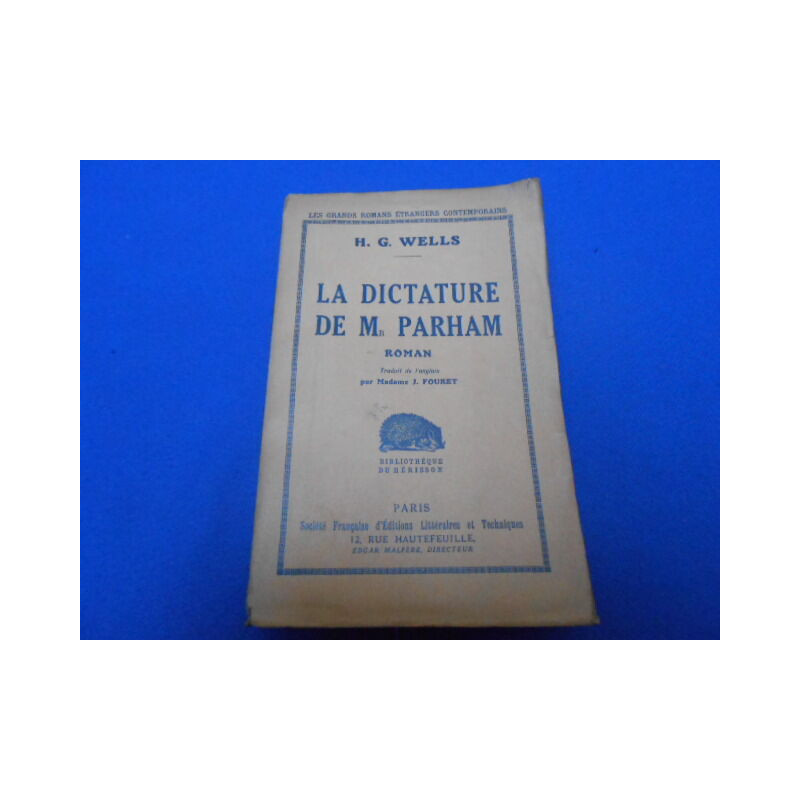 LES GRANDS ROMANS ÉTRANGERS CONTEMPORAINS
H. G. WELLS
LA DICTATURE
DE MR PARHAM
ROMAN
Traduit de l'anglais
par Madame J. FOURET
BIBLIOTHÈQUE
DU HÉRISSON
PARIS
Société Française d'Éditions Littéraires et Techniques
12, RUE HAUTEFEUILLE,
EDGAR MALFÈRE, DIRECTEUR